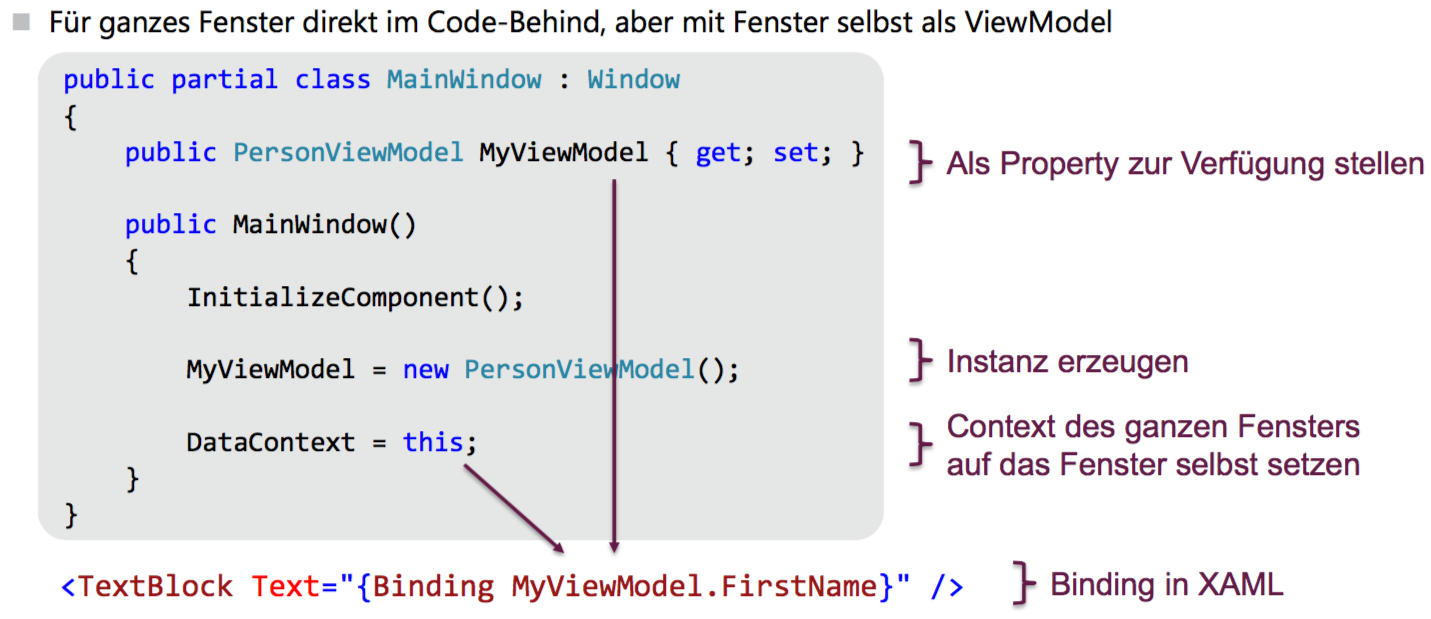 Für ganzes Fenster direkt im Code-Behind, aber mit Fenster selbst als ViewModel
public partial class MainWindow : Window
{
public PersonViewModel MyViewModel { get; set; }
Als Property zur Verfügung stellen
public MainWindow()
{
InitializeComponent();
MyViewModel = new PersonViewModel();
Instanz erzeugen
DataContext = this;
Context des ganzen Fensters
auf das Fenster selbst setzen
}
}
<TextBlock Text="{Binding MyViewModel.FirstName}" />
Binding in XAML